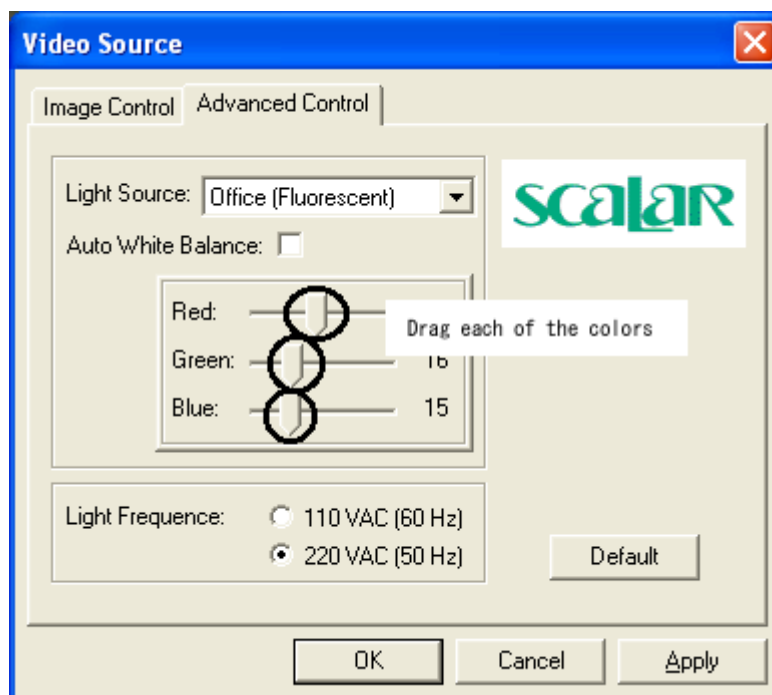 Video Source
Image Control Advanced Control
Light Source: Office (Fluorescent)
scalar
Auto White Balance:
Red:
Drag each of the colors
Green: 16
Blue: 15
Light Frequence: 110 VAC (60 Hz)
220 VAC (50 Hz)
Default
OK Cancel Apply